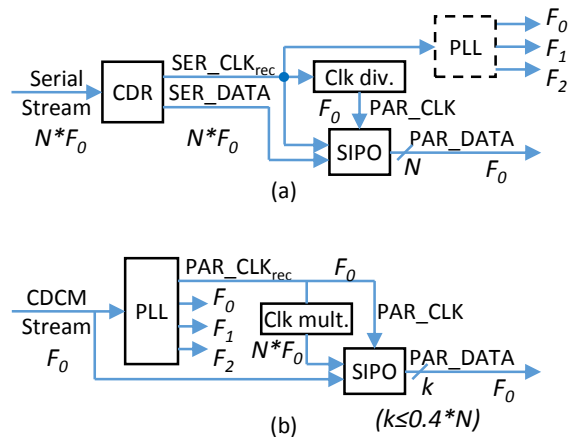 SER_CLKrec
PLL
F0
F1
F2
Serial
Stream
N*F0
CDR
SER_DATA
N*F0
Clk div.
F0
PAR_CLK
SIPO
PAR_DATA
N
F0
(a)
CDCM
Stream
F0
PLL
PAR_CLKrec
F0
F0
F1
F2
Clk mult.
N*F0
PAR_CLK
SIPO
PAR_DATA
k
F0
(k≤0.4*N)
(b)